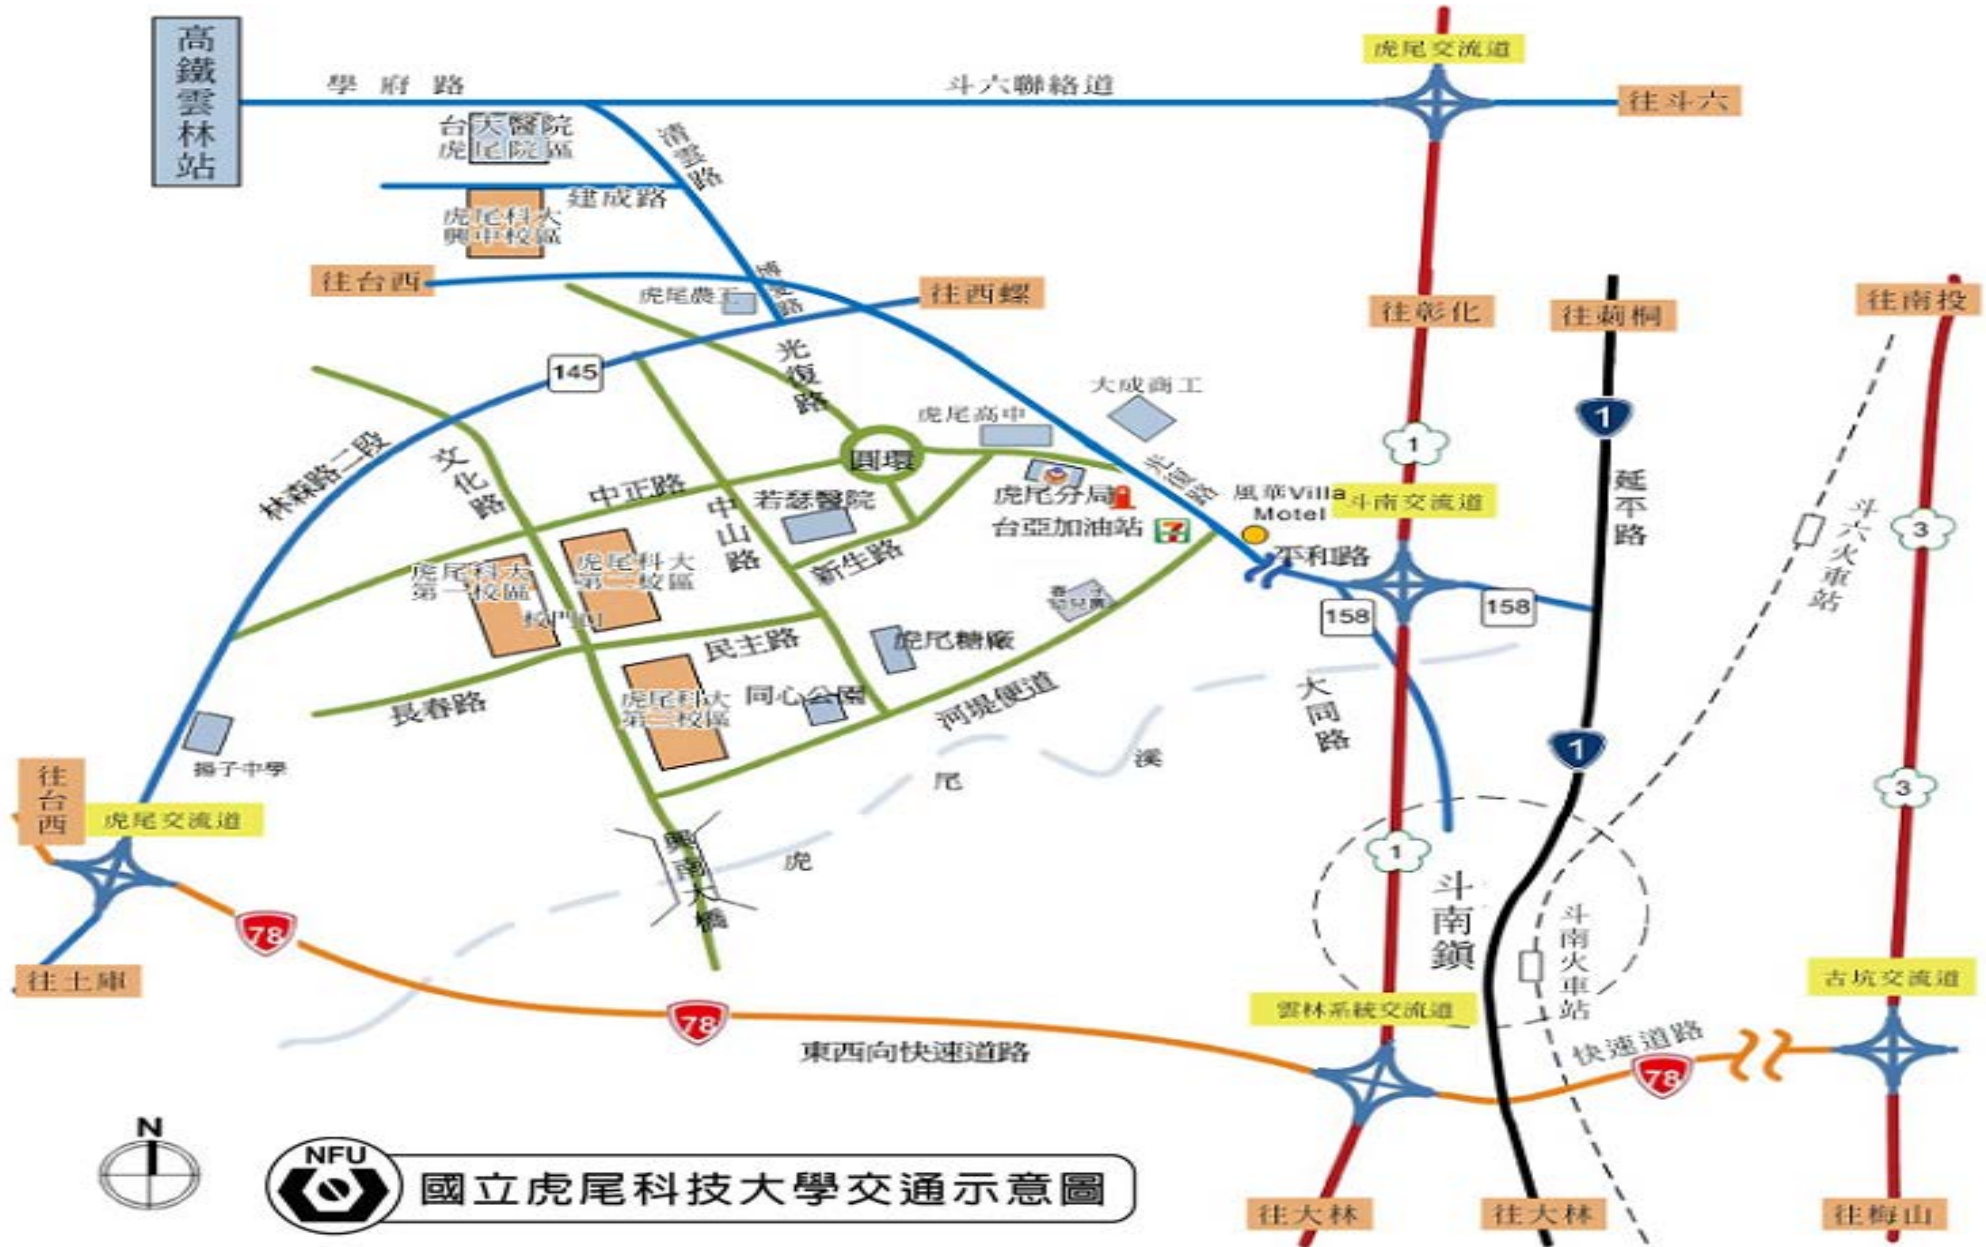 高鐵雲林站
學府路
斗六聯絡道
虎尾交流道
往斗六
台大醫院
虎尾院區
清雲路
建成路
虎尾科大
興中校區
往台西
虎尾農工
博愛路
往西螺
往彰化
往莿桐
往南投
145
光復路
大成商工
虎尾高中
1
1
林森路二段
文化路
圓環
中正路
中山路
若瑟醫院
虎尾分局
台亞加油站
光復路
風華Villa
Motel
斗南交流道
延平路
斗六火車站
3
平和路
新生路
虎尾科大
第一校區
虎尾科大
第二校區
校門口
158
158
民主路
虎尾糖廠
長春路
虎尾科大
第三校區
同心公園
河堤便道
大同路
揚子中學
往台西
虎尾交流道
虎
尾
溪
1
3
1
興南大橋
斗南鎮
斗南火車站
78
往土庫
古坑交流道
雲林系統交流道
78
東西向快速道路
快速道路
78
N
NFU
國立虎尾科技大學交通示意圖
往大林
往大林
往梅山
7